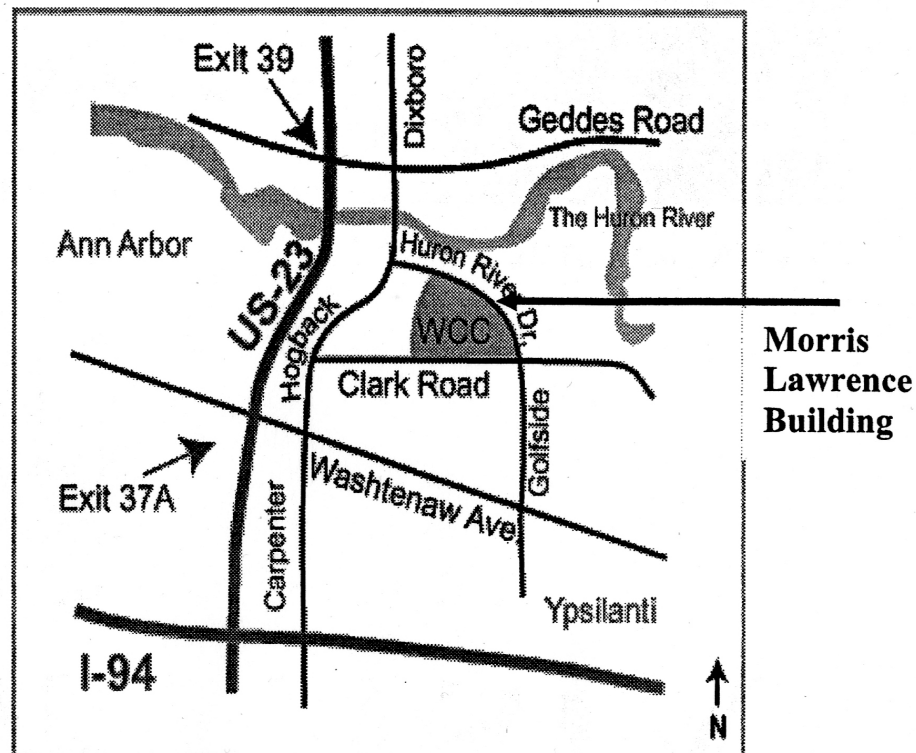 Exit 39
Dixboro
Geddes Road
The Huron River
Ann Arbor
Huron River Dr.
US-23
Hogback
WCC
Morris
Lawrence
Building
Clark Road
Golfside
Washtenaw Ave.
Exit 37A
Carpenter
Ypsilanti
I-94
N